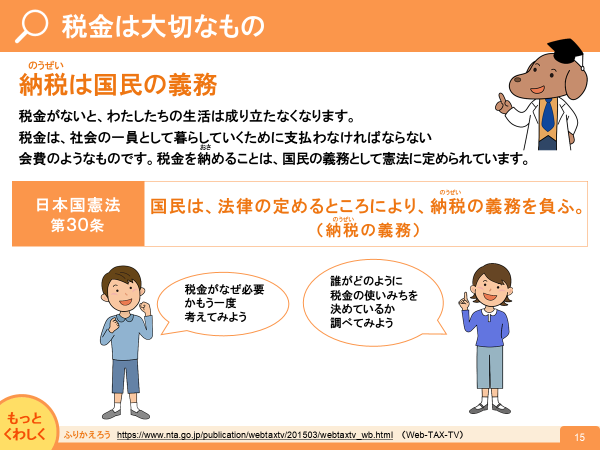 税金は大切なもの
のうぜい
納税は国民の義務
税金がないと、わたしたちの生活は成り立たなくなります。
税金は、社会の一員として暮らしていくために支払わなければならない
おさ
会費のようなものです。税金を納めることは、国民の義務として憲法に定められています。
日本国憲法
第30条
のうぜい
国民は、法律の定めるところにより、納税の義務を負ふ。
のうぜい
（納税の義務）
税金がなぜ必要
かもう一度
考えてみよう
誰がどのように
税金の使いみちを
決めているか
調べてみよう
もっと
くわしく
ふりかえろう https://www.nta.go.jp/publication/webtaxtv/201503/webtaxtv_wb.html （Web-TAX-TV）
15